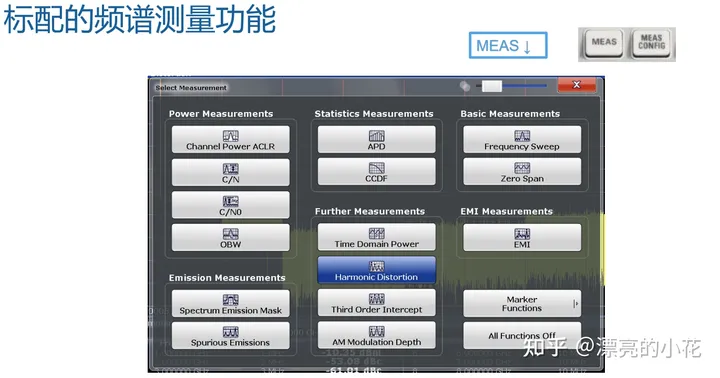 标配的频谱测量功能
MEAS ↓
MEAS
MEAS CONFIG
Select Measurement
X
Power Measurements
Statistics Measurements
Basic Measurements
Channel Power ACLR
APD
Frequency Sweep
C/N
CCDF
Zero Span
C/N0
Further Measurements
EMI Measurements
OBW
Time Domain Power
EMI
Harmonic Distortion
Emission Measurements
Spectrum Emission Mask
Third Order Intercept
Marker
Functions
Spurious Emissions
AM Modulation Depth
All Functions Off
知乎 @漂亮的小花
-61.01 dBm